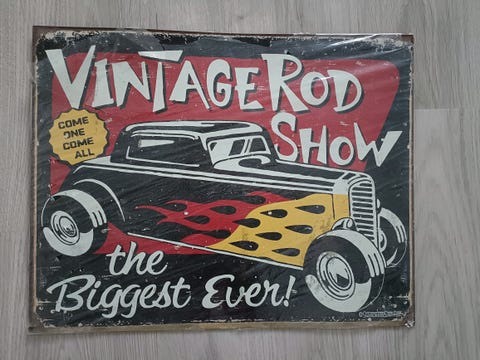 VINTAGE ROD
SHOW
COME
ONE
COME
ALL
the
Biggest Ever!